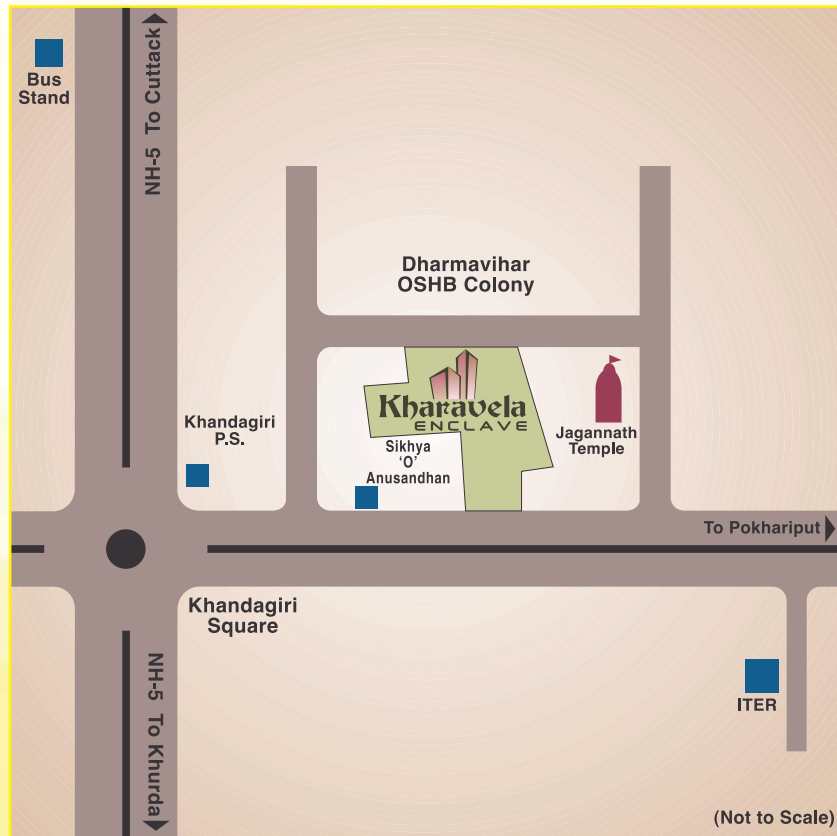 Bus
Stand
NH-5 To Cuttack
Dharmavihar
OSHB Colony
Kharavela
ENCLAVE
Khandagiri
P.S.
Sikhya
‘O’
Anusandhan
Jagannath
Temple
To Pokhariput
Khandagiri
Square
NH-5 To Khurda
ITER
(Not to Scale)